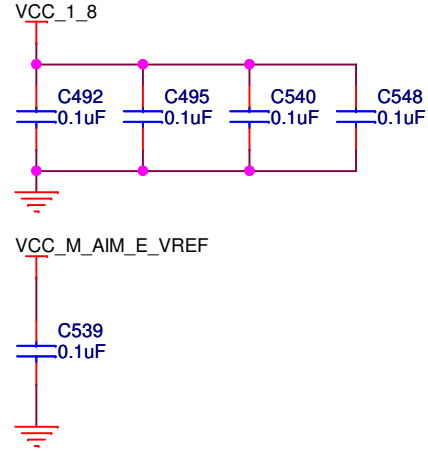 VCC_1_8
C492
0.1uF
C495
0.1uF
C540
0.1uF
C548
0.1uF
VCC_M_AIM_E_VREF
C539
0.1uF